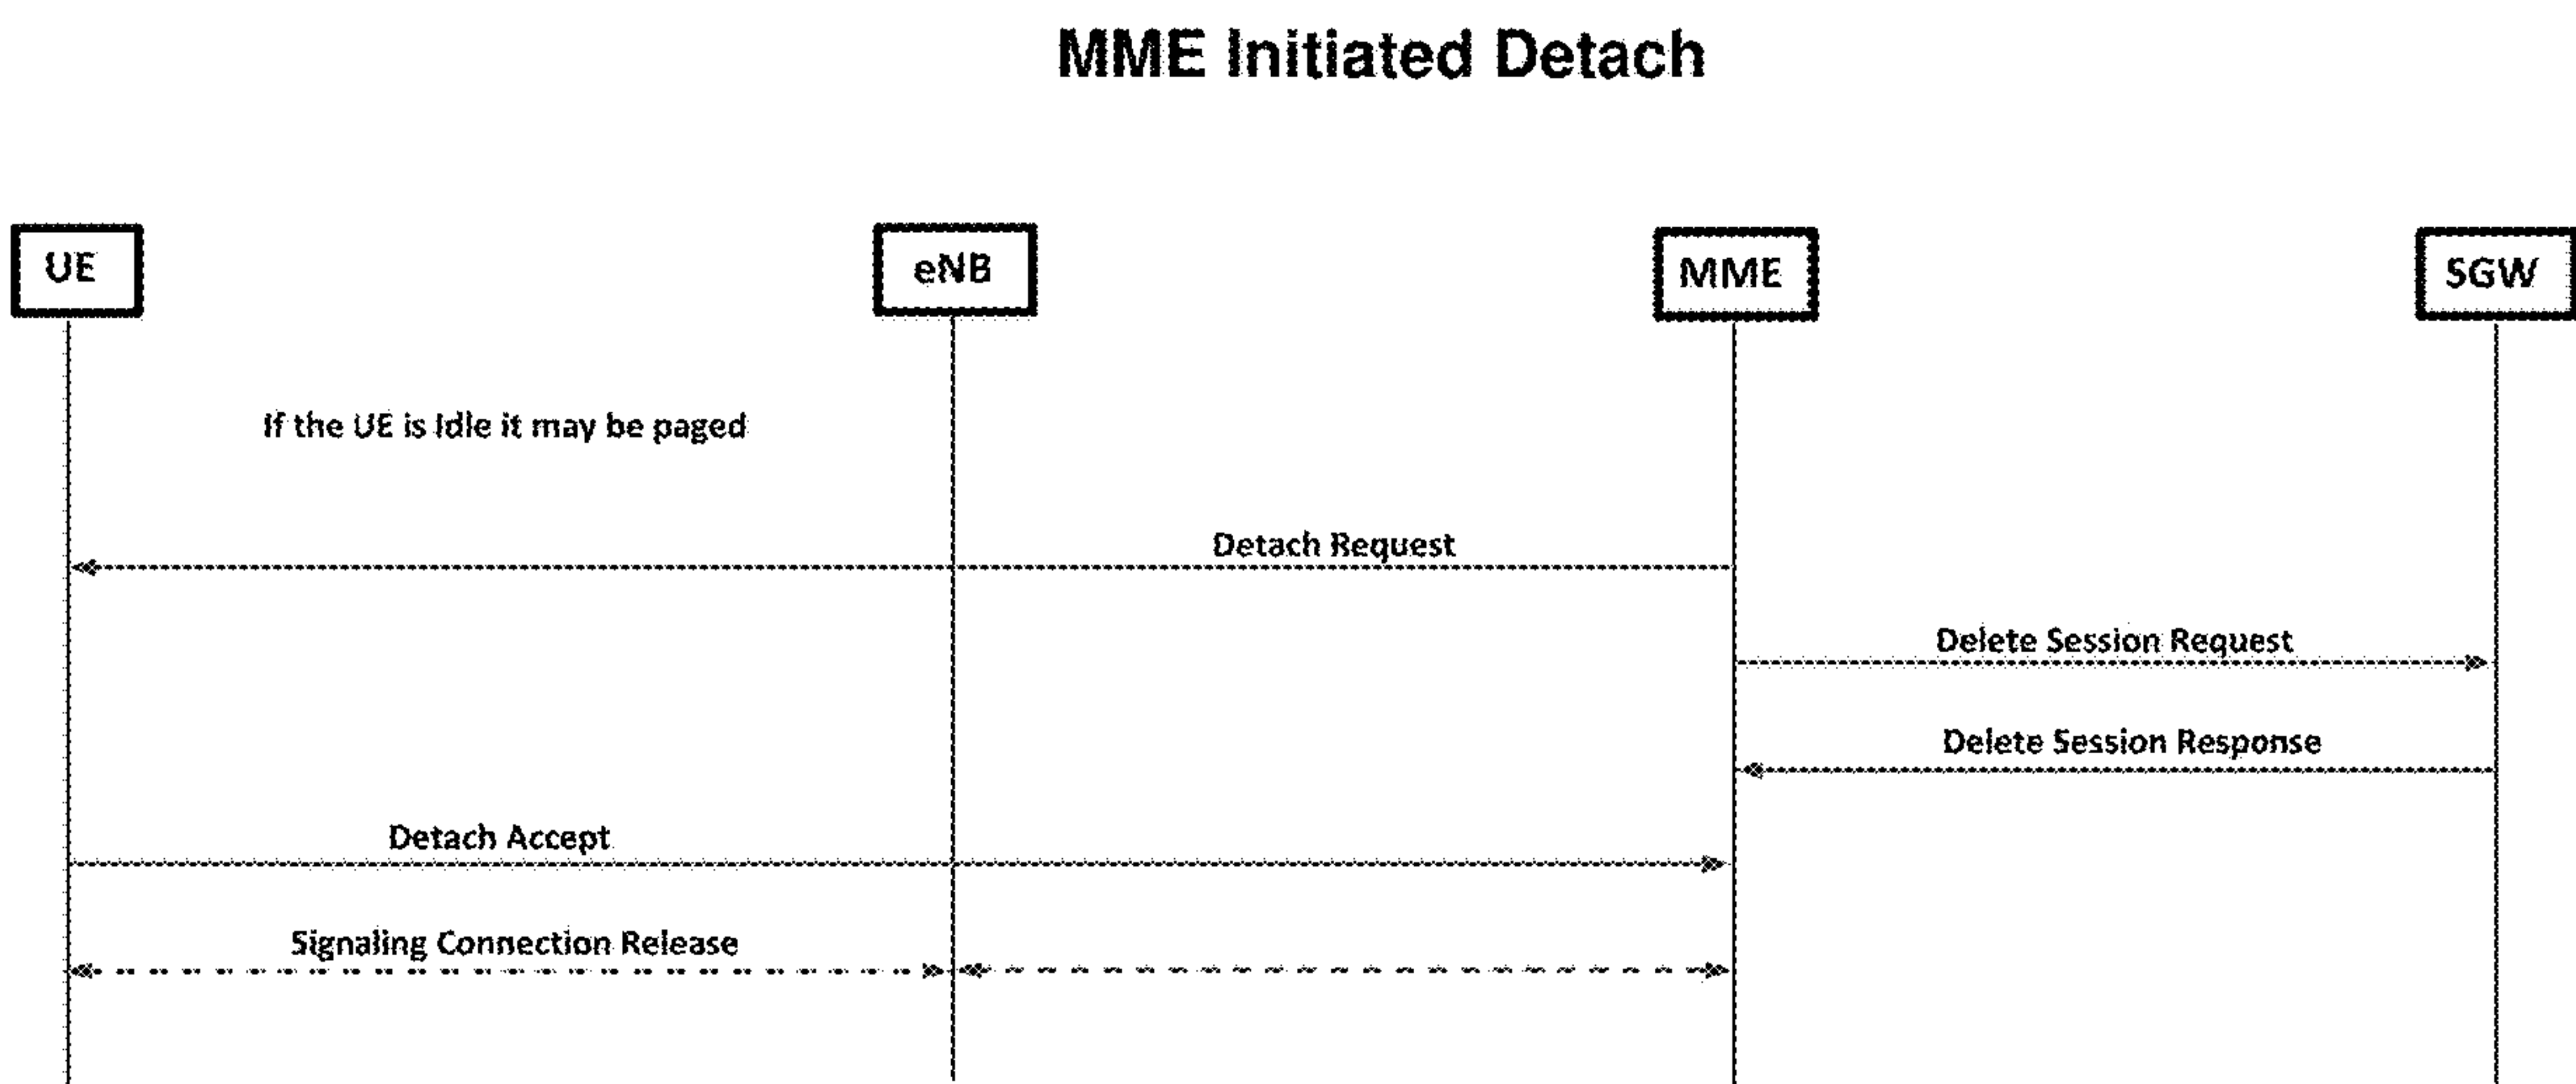 MME Initiated Detach
UE
eNB
MME
SGW
If the UE is Idle it may be paged
Detach Request
Delete Session Request
Delete Session Response
Detach Accept
Signaling Connection Release